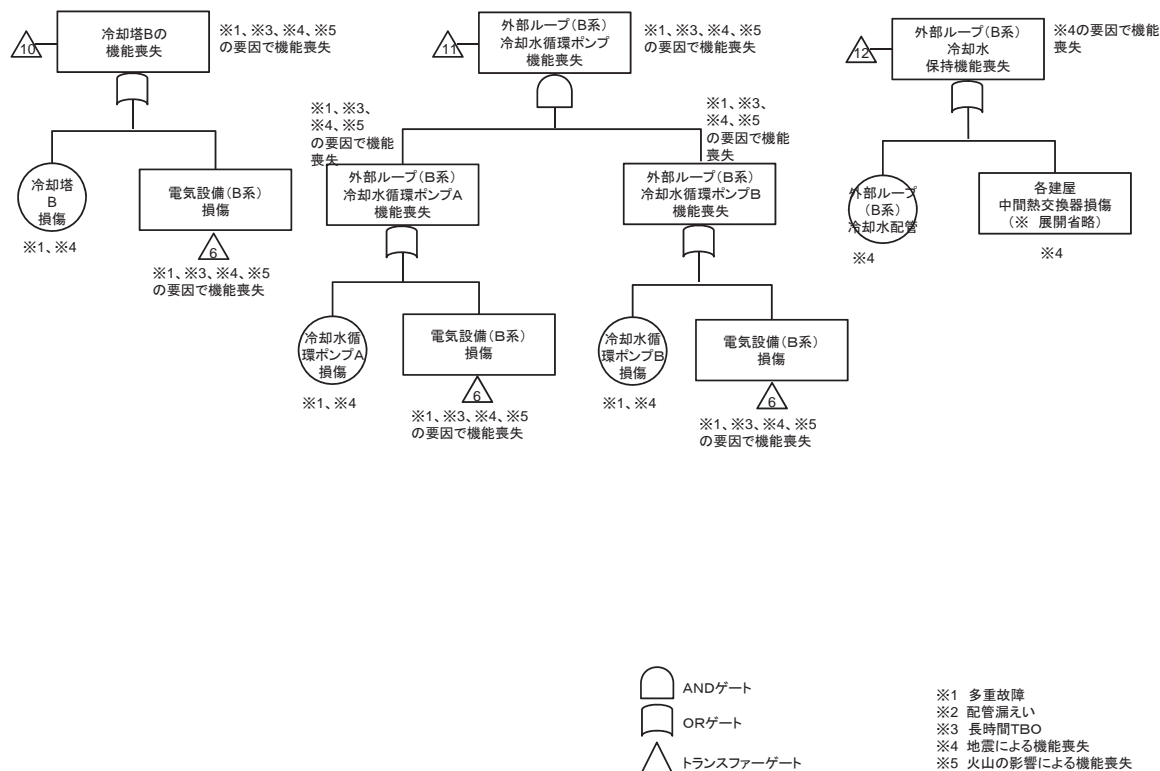 10
冷却塔Bの
機能喪失
※1、※3、※4、※5
の要因で機能喪失
冷却塔
B
損傷
※1、※4
電気設備(B系)
損傷
6
※1、※3、※4、※5
の要因で機能喪失
11
外部ループ(B系)
冷却水循環ポンプ
機能喪失
※1、※3、※4、※5
の要因で機能喪失
※1、※3、
※4、※5
の要因で機能
喪失
外部ループ(B系)
冷却水循環ポンプA
機能喪失
冷却水循
環ポンプA
損傷
※1、※4
電気設備(B系)
損傷
6
※1、※3、※4、※5
の要因で機能喪失
※1、※3、
※4、※5
の要因で機能
喪失
外部ループ(B系)
冷却水循環ポンプB
機能喪失
冷却水循
環ポンプB
損傷
※1、※4
電気設備(B系)
損傷
6
※1、※3、※4、※5
の要因で機能喪失
12
外部ループ(B系)
冷却水
保持機能喪失
※4の要因で機能
喪失
外部ループ
(B系)
冷却水配管
※4
各建屋
中間熱交換器損傷
(※ 展開省略)
※4
ANDゲート
ORゲート
トランスファーゲート
※1 多重故障
※2 配管漏えい
※3 長時間TBO
※4 地震による機能喪失
※5 火山の影響による機能喪失